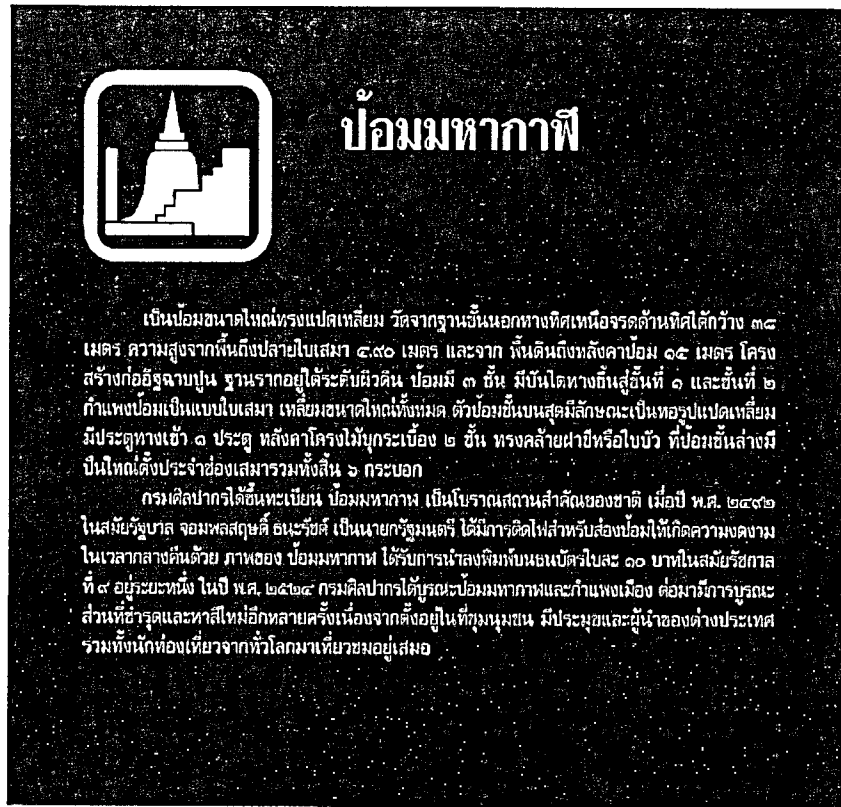 ป้อมมหากาฬ
เป็นป้อมขนาดใหญ่ทรงแปดเหลี่ยม วัดจากฐานชั้นนอกทางทิศเหนือจรดด้านทิศใต้กว้าง ๓๘
เมตร ความสูงจากพื้นถึงปลายใบเสมา ๔.๙๐ เมตร และจาก พื้นดินถึงหลังคาป้อม ๑๕ เมตร โครง
สร้างก่ออิฐฉาบปูน ฐานรากอยู่ใต้ระดับผิวดิน ป้อมมี ๓ ชั้น มีบันไดทางขึ้นสู่ชั้นที่ ๑ และชั้นที่ ๒
กำแพงป้อมเป็นแบบใบเสมา เหลี่ยมขนาดใหญ่ทั้งหมด ตัวป้อมชั้นบนสุดมีลักษณะเป็นหอรูปแปดเหลี่ยม
มีประตูทางเข้า ๑ ประตู หลังคาโครงไม้มุกระเบื้อง ๒ ชั้น ทรงคล้ายฝาชีหรือใบบัว ที่ป้อมชั้นล่างมี
ปืนใหญ่ตั้งประจำช่องเสมารวมทั้งสิ้น ๖ กระบอก
กรมศิลปากรได้ขึ้นทะเบียน ป้อมมหากาฬ เป็นโบราณสถานสำคัญของชาติ เมื่อปี พ.ศ. ๒๔๙๒
ในสมัยรัฐบาล จอมพลสฤษดิ์ ธนะรัชต์ เป็นนายกรัฐมนตรี ได้มีการติดไฟสำหรับส่องป้อมให้เกิดความงดงาม
ในเวลากลางคืนด้วย ภาพของ ป้อมมหากาฬ ได้รับการนำลงพิมพ์บนธนบัตรใบละ ๑๐ บาทในสมัยรัชกาล
ที่ ๙ อยู่ระยะหนึ่ง ในปี พ.ศ. ๒๕๒๔ กรมศิลปากรได้บูรณะป้อมมหากาฬและกำแพงเมือง ต่อมามีการบูรณะ
ส่วนที่ชำรุดและทาสีใหม่อีกหลายครั้งเนื่องจากตั้งอยู่ในที่ชุมนุมชน มีประมุขและผู้นำของต่างประเทศ
รวมทั้งนักท่องเที่ยวจากทั่วโลกมาเที่ยวชมอยู่เสมอ